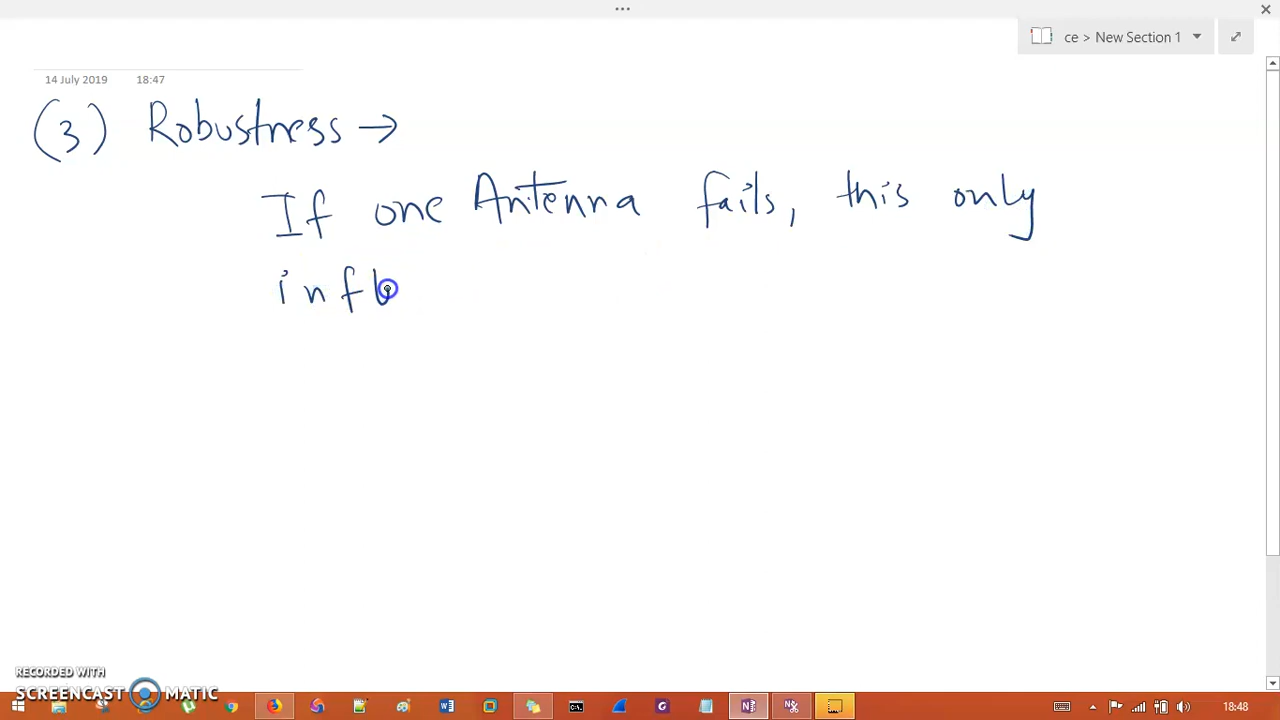 ce > New Section 1
14 July 2019 18:47
(3) Robustness →
If one Antenna fails, this only
influ
RECORDED WITH
SCREENCAST MATIC
18:48